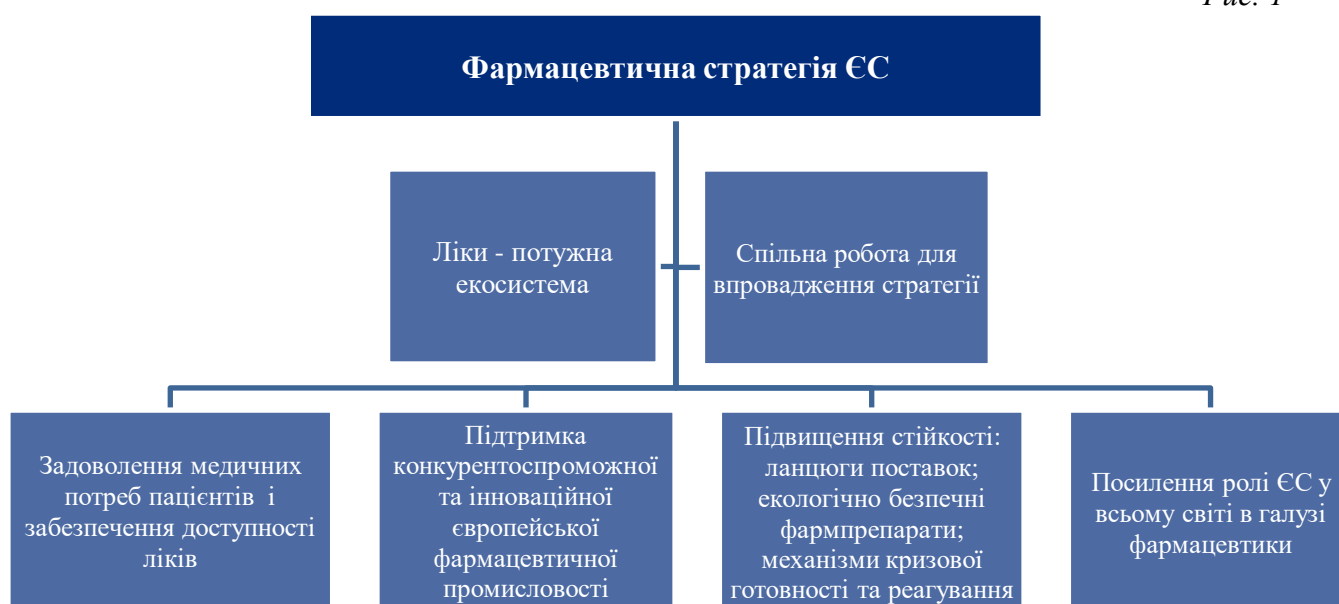 Рис. 1
Фармацевтична стратегія ЄС
Ліки - потужна
екосистема
Спільна робота для
впровадження стратегії
Задоволення медичних
потреб пацієнтів і
забезпечення доступності
ліків
Підтримка
конкурентоспроможної
та інноваційної
європейської
фармацевтичної
промисловості
Підвищення стійкості:
ланцюги поставок;
екологічно безпечні
фармпрепарати;
механізми кризової
готовності та реагування
Посилення ролі ЄС у
всьому світі в галузі
фармацевтики